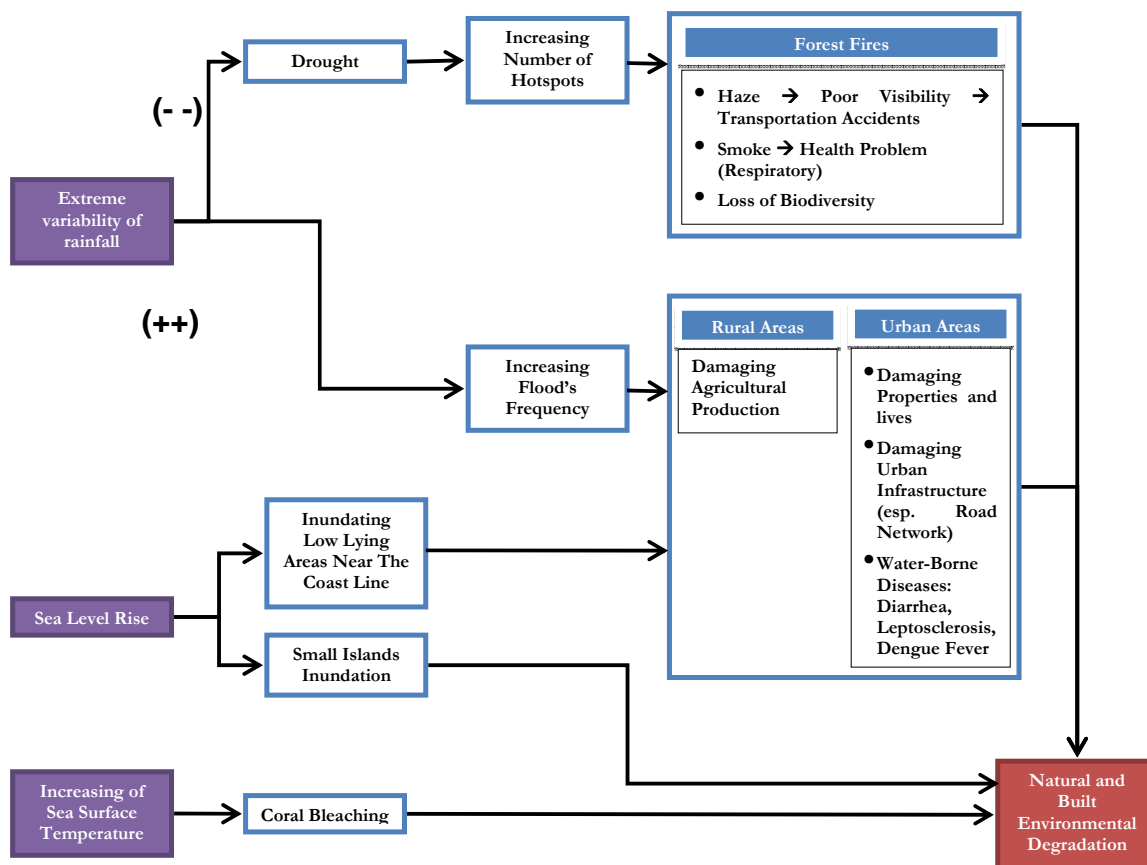 Drought
Increasing
Number of
Hotspots
Forest Fires
• Haze → Poor Visibility →
Transportation Accidents
• Smoke → Health Problem
(Respiratory)
• Loss of Biodiversity
(- -)
Extreme
variability of
rainfall
(++)
Increasing
Flood's
Frequency
Rural Areas
Damaging
Agricultural
Production
Urban Areas
• Damaging
Properties and
lives
• Damaging
Urban
Infrastructure
(esp. Road
Network)
• Water-Borne
Diseases:
Diarrhea,
Leptosclerosis,
Dengue Fever
Inundating
Low Lying
Areas Near The
Coast Line
Sea Level Rise
Small Islands
Inundation
Increasing of
Sea Surface
Temperature
Coral Bleaching
Natural and
Built
Environmental
Degradation